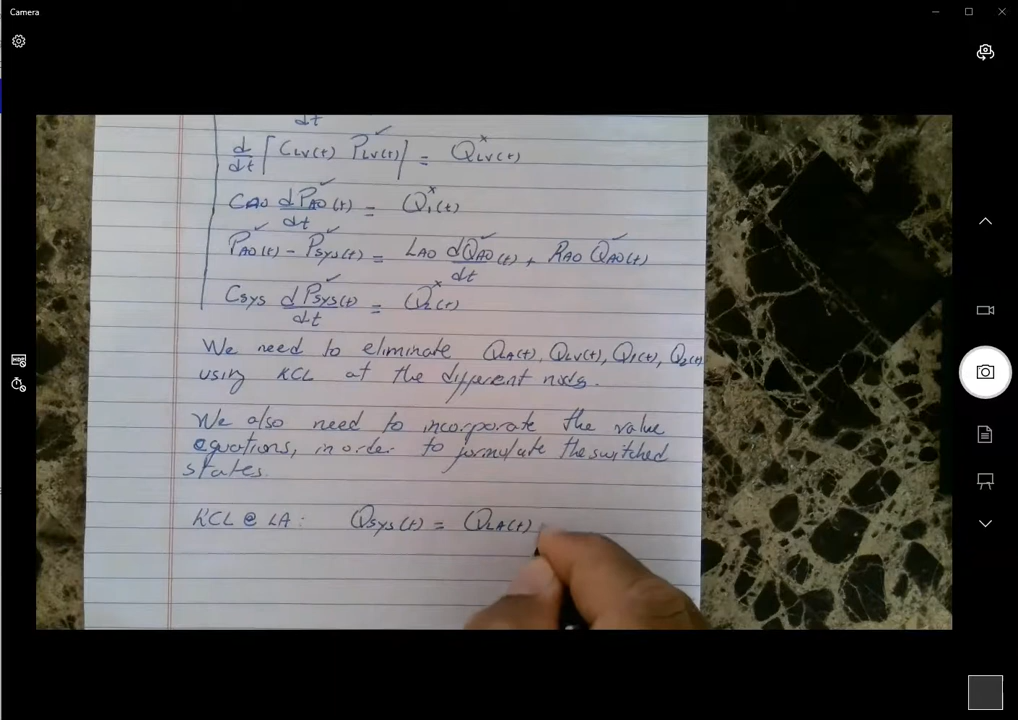 Camera
dt
d/dt [CLV(t) PLV(t)] = QLV(t)
CAO dPAO(t)/dt = Q1(t)
PAO(t) - PSYS(t) = LAO dQAO(t)/dt + RAO QAO(t)
CSYS dPSYS(t)/dt = Q2(t)
We need to eliminate QLA(t), QLV(t), Q1(t), Q2(t)
using KCL at the different nodes.
We also need to incorporate the valve
equations, in order to formulate the switched
states.
KCL @ LA: QSYS(t) = QLA(t)